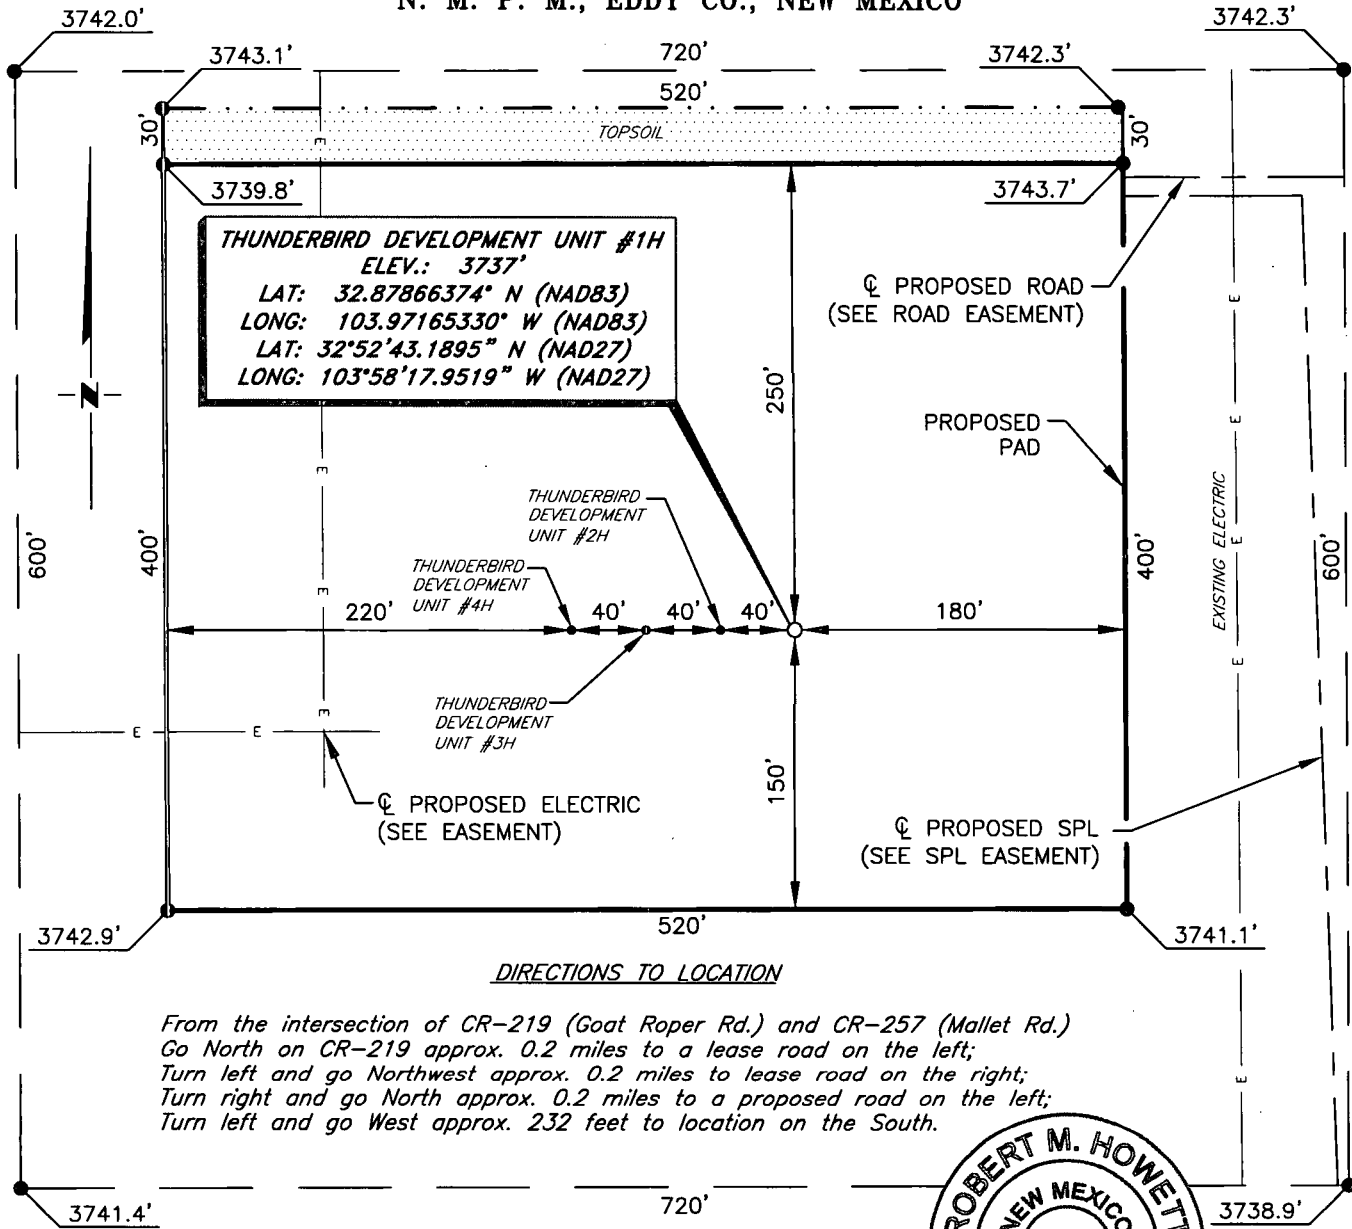 N. M. P. M., EDDY CO., NEW MEXICO
3742.0'
3742.3'
3743.1'
720'
3742.3'
520'
30'
TOPSOIL
30'
3739.8'
3743.7'
THUNDERBIRD DEVELOPMENT UNIT #1H
ELEV.: 3737'
LAT: 32.87866374° N (NAD83)
LONG: 103.97165330° W (NAD83)
LAT: 32°52'43.1895" N (NAD27)
LONG: 103°58'17.9519" W (NAD27)
℄ PROPOSED ROAD
(SEE ROAD EASEMENT)
N
250'
PROPOSED
PAD
THUNDERBIRD
DEVELOPMENT
UNIT #2H
EXISTING ELECTRIC
600'
400'
THUNDERBIRD
DEVELOPMENT
UNIT #4H
400'
600'
220'
40'
40'
40'
180'
THUNDERBIRD
DEVELOPMENT
UNIT #3H
E
E
E
E
E
E
E
E
E
E
E
150'
℄ PROPOSED ELECTRIC
(SEE EASEMENT)
℄ PROPOSED SPL
(SEE SPL EASEMENT)
3742.9'
520'
3741.1'
DIRECTIONS TO LOCATION
From the intersection of CR-219 (Goat Roper Rd.) and CR-257 (Mallet Rd.)
Go North on CR-219 approx. 0.2 miles to a lease road on the left;
Turn left and go Northwest approx. 0.2 miles to lease road on the right;
Turn right and go North approx. 0.2 miles to a proposed road on the left;
Turn left and go West approx. 232 feet to location on the South.
ROBERT M. HOWETT
NEW MEXICO
3741.4'
720'
3738.9'